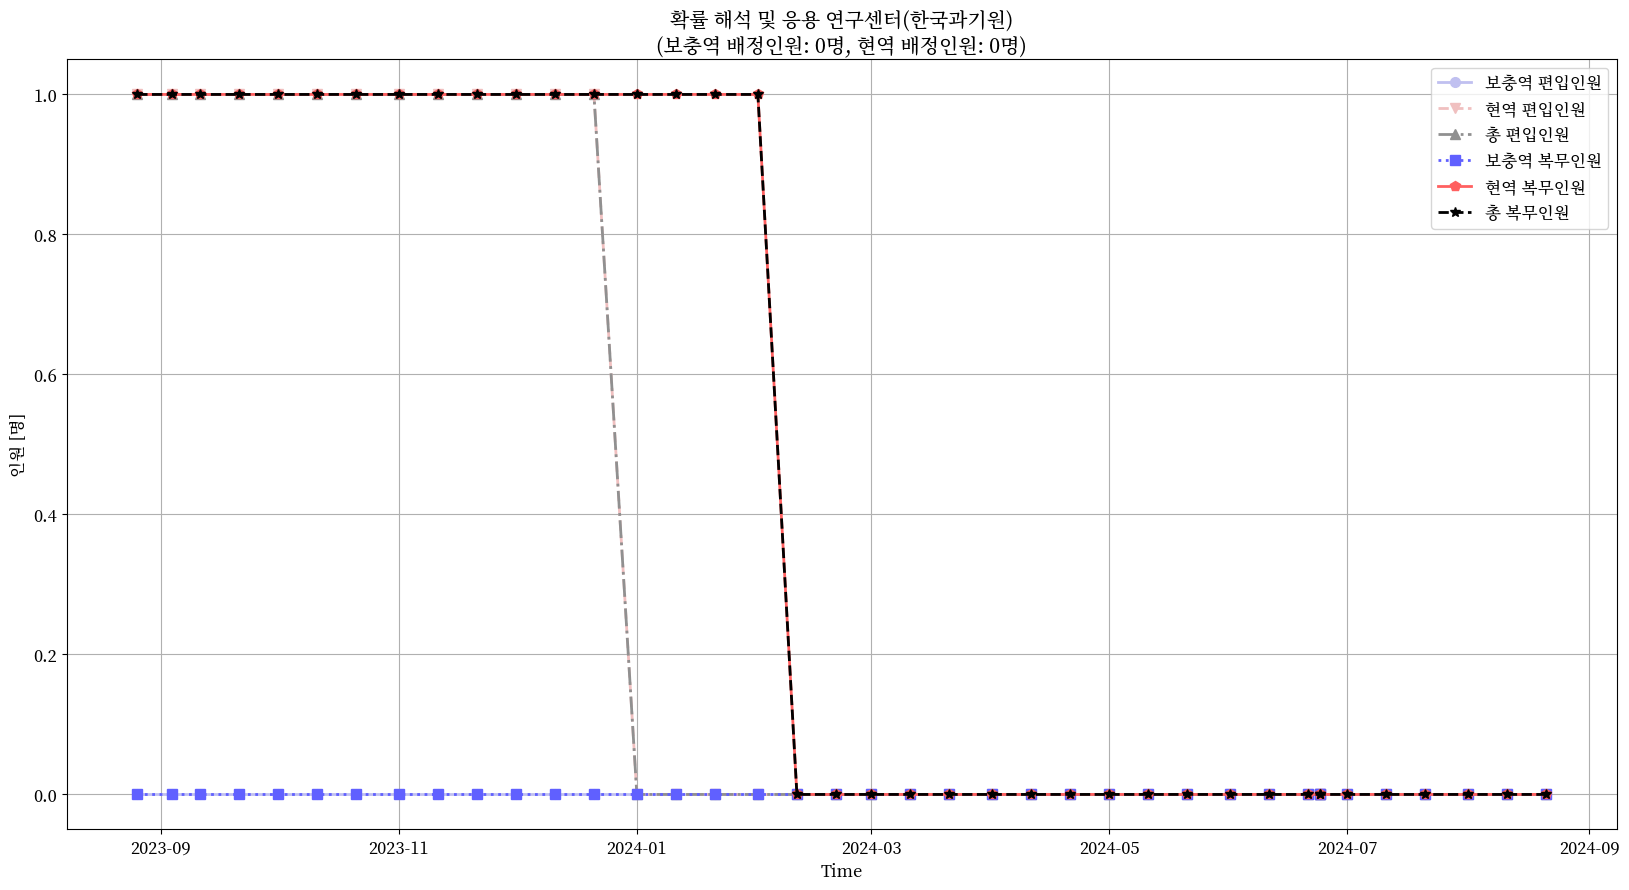 확률 해석 및 응용 연구센터(한국과기원)
(보충역 배정인원: 0명, 현역 배정인원: 0명)
보충역 편입인원
현역 편입인원
총 편입인원
보충역 복무인원
현역 복무인원
총 복무인원
1.0
0.8
0.6
0.4
0.2
0.0
인원 [명]
2023-09
2023-11
2024-01
2024-03
2024-05
2024-07
2024-09
Time